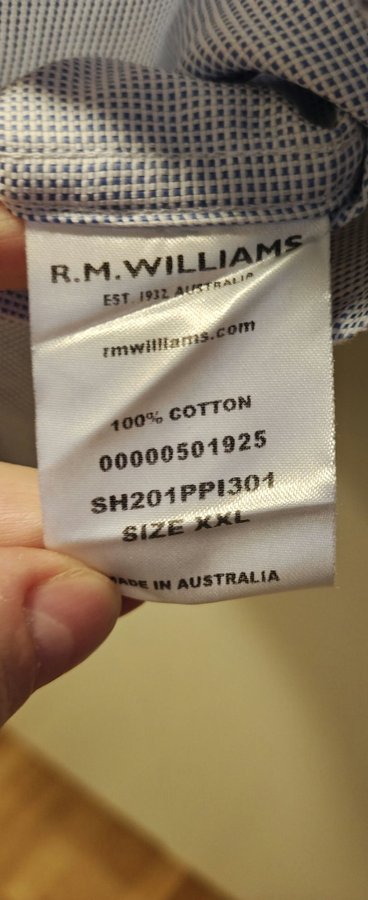 R.M.WILLIAMS
EST. 1932 AUSTRALIA
rmwilliams.com
100% COTTON
00000501925
SH201PPI301
SIZE XXL
MADE IN AUSTRALIA